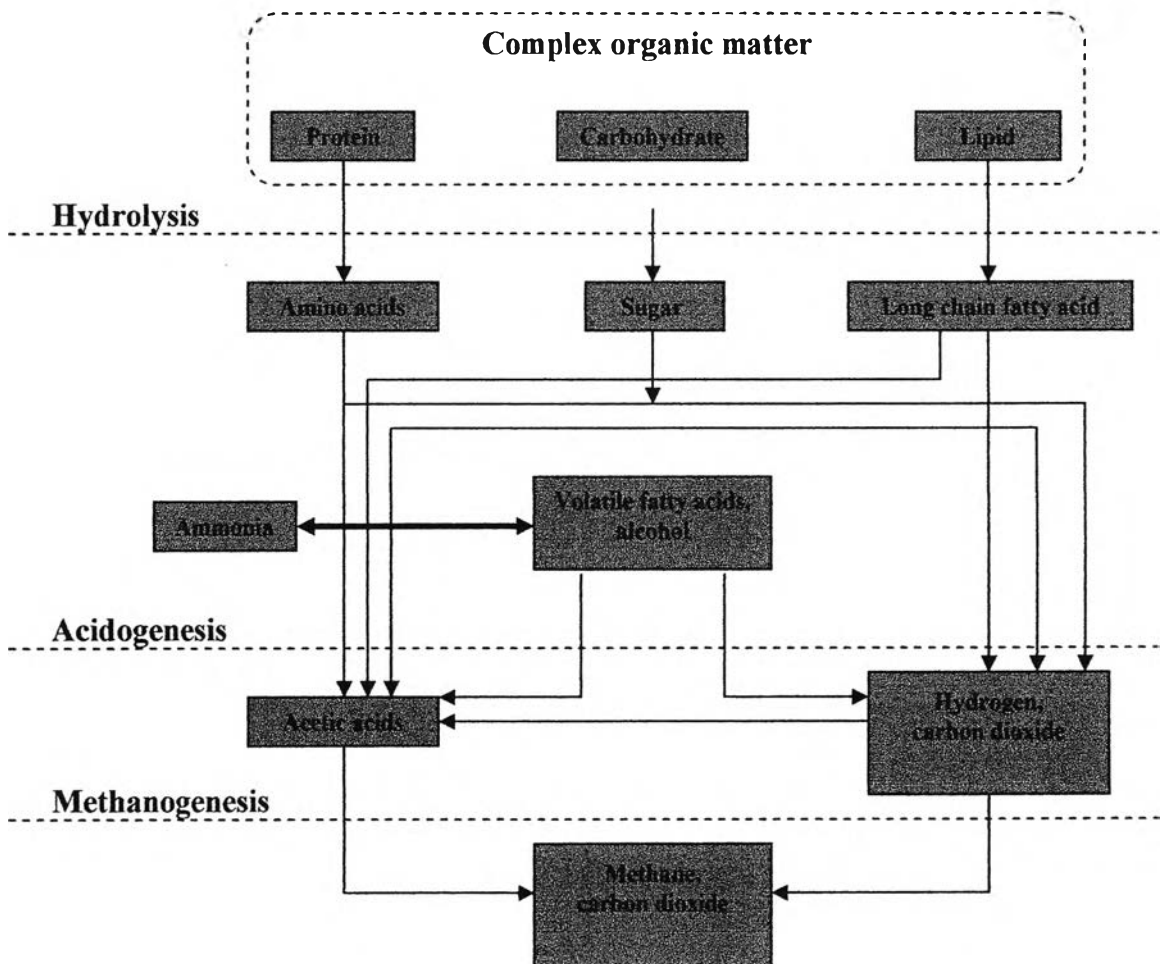 Complex organic matter
Protein
Carbohydrate
Lipid
Hydrolysis
Amino acids
Sugar
Long chain fatty acid
Volatile fatty acids,
alcohol
Ammonia
Acidogenesis
Acetic acids
Hydrogen,
carbon dioxide
Methanogenesis
Methane,
carbon dioxide